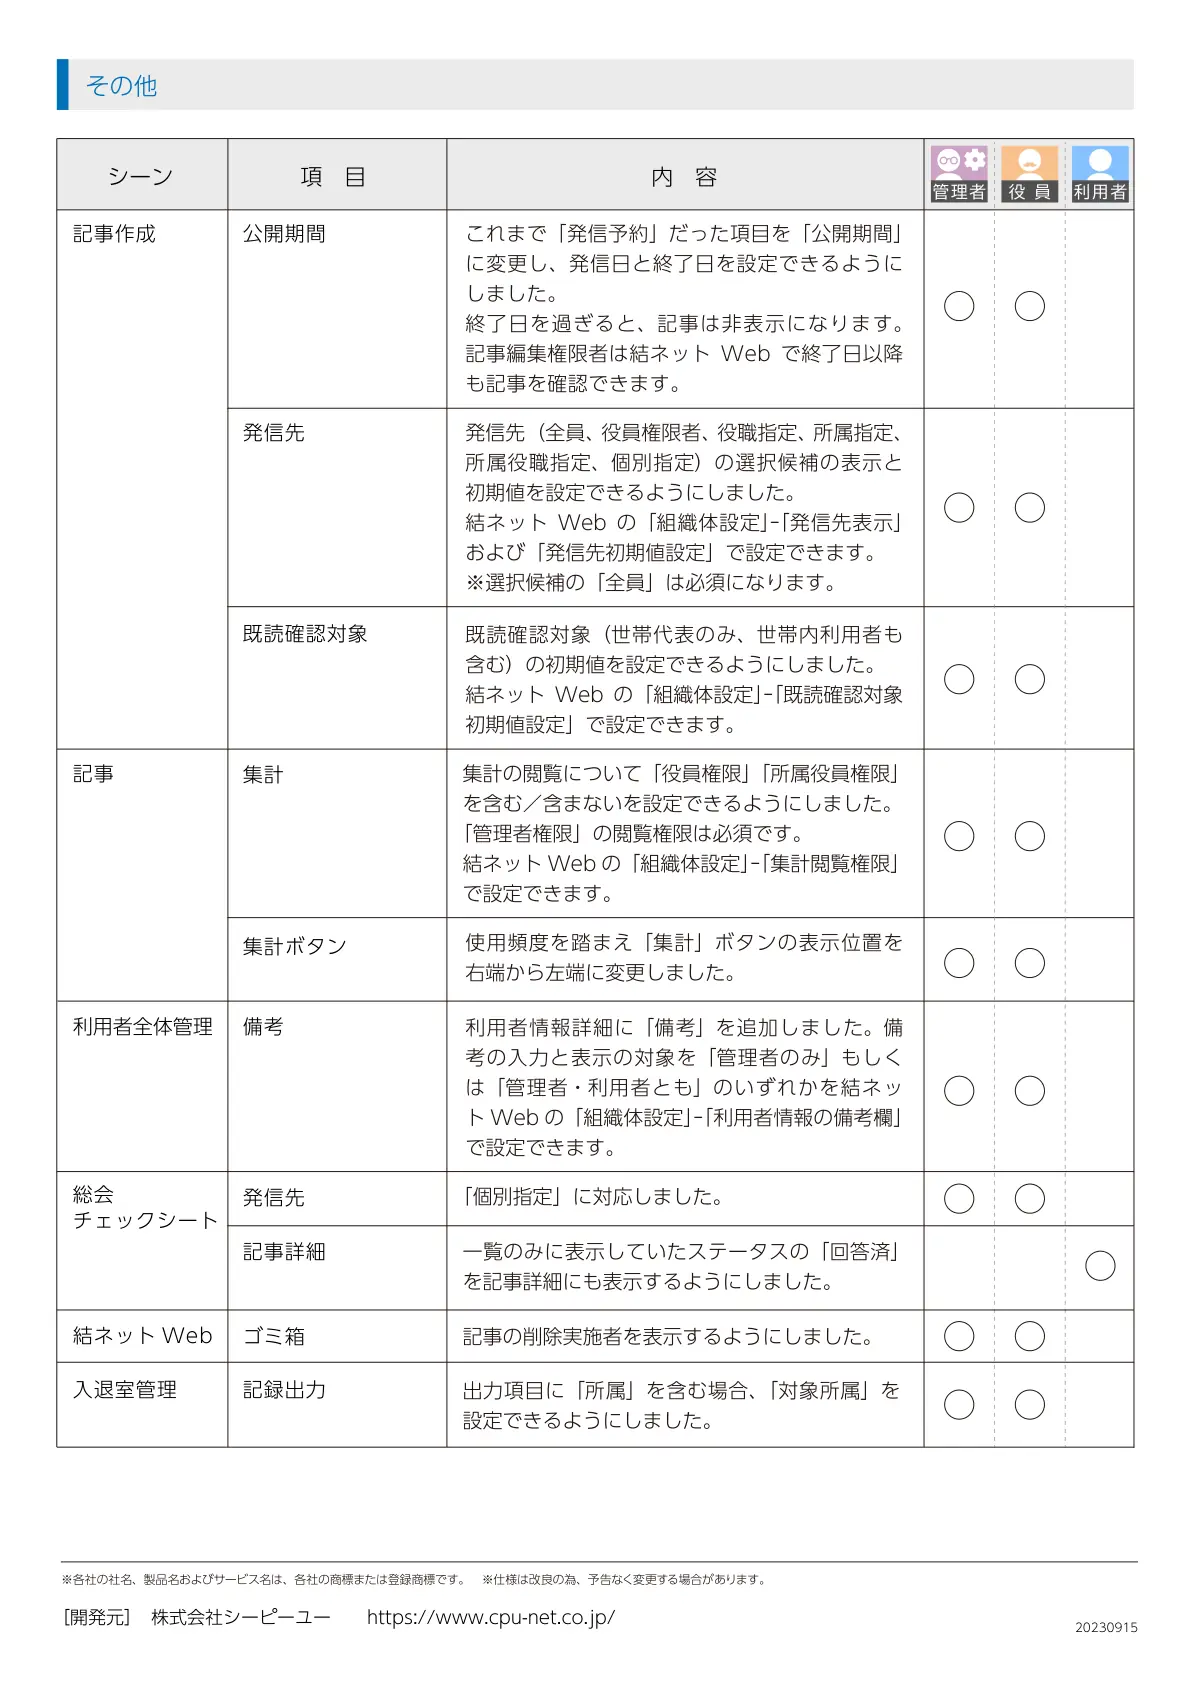 その他
シーン
項 目
内 容
管理者
役 員
利用者
記事作成
公開期間
これまで「発信予約」だった項目を「公開期間」
に変更し、発信日と終了日を設定できるように
しました。
終了日を過ぎると、記事は非表示になります。
記事編集権限者は結ネット Web で終了日以降
も記事を確認できます。
発信先
発信先（全員、役員権限者、役職指定、所属指定、
所属役職指定、個別指定）の選択候補の表示と
初期値を設定できるようにしました。
結ネット Web の「組織体設定」-「発信先表示」
および「発信先初期値設定」で設定できます。
※選択候補の「全員」は必須になります。
既読確認対象
既読確認対象（世帯代表のみ、世帯内利用者も
含む）の初期値を設定できるようにしました。
結ネット Web の「組織体設定」-「既読確認対象
初期値設定」で設定できます。
記事
集計
集計の閲覧について「役員権限」「所属役員権限」
を含む／含まないを設定できるようにしました。
「管理者権限」の閲覧権限は必須です。
結ネット Web の「組織体設定」-「集計閲覧権限」
で設定できます。
集計ボタン
使用頻度を踏まえ「集計」ボタンの表示位置を
右端から左端に変更しました。
利用者全体管理
備考
利用者情報詳細に「備考」を追加しました。備
考の入力と表示の対象を「管理者のみ」もしく
は「管理者・利用者とも」のいずれかを結ネッ
ト Web の「組織体設定」-「利用者情報の備考欄」
で設定できます。
総会
チェックシート
発信先
「個別指定」に対応しました。
記事詳細
一覧のみに表示していたステータスの「回答済」
を記事詳細にも表示するようにしました。
結ネット Web
ゴミ箱
記事の削除実施者を表示するようにしました。
入退室管理
記録出力
出力項目に「所属」を含む場合、「対象所属」を
設定できるようにしました。
※各社の社名、製品名およびサービス名は、各社の商標または登録商標です。 ※仕様は改良の為、予告なく変更する場合があります。
［開発元］ 株式会社シーピーユー https://www.cpu-net.co.jp/
20230915